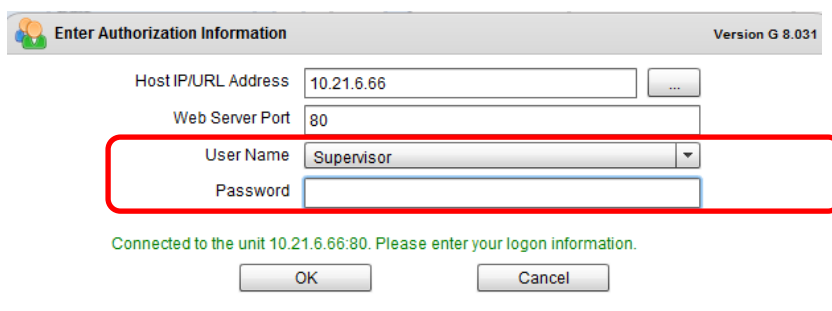 Enter Authorization Information Version G 8.031
Host IP/URL Address 10.21.6.66 ...
Web Server Port 80
User Name Supervisor
Password
Connected to the unit 10.21.6.66:80. Please enter your logon information.
OK Cancel